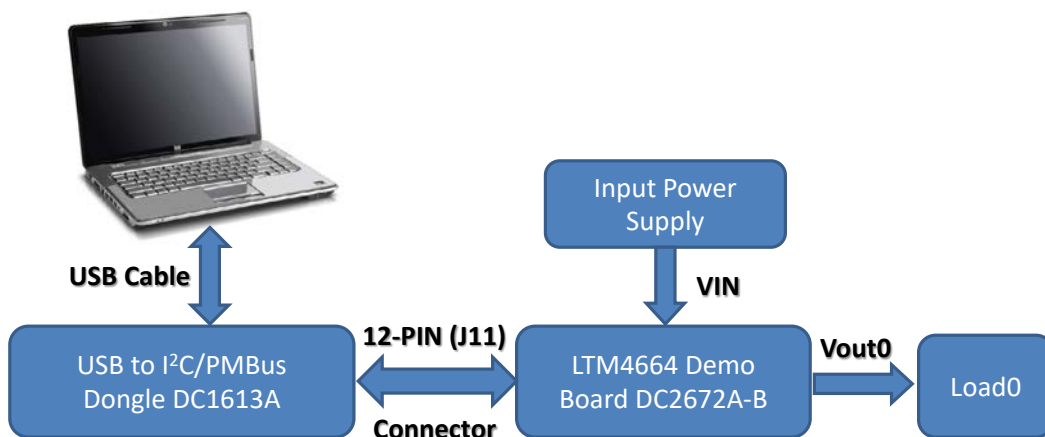 Input Power
Supply
USB Cable
VIN
12-PIN (J11)
USB to I²C/PMBus
Dongle DC1613A
Connector
LTM4664 Demo
Board DC2672A-B
Vout0
Load0